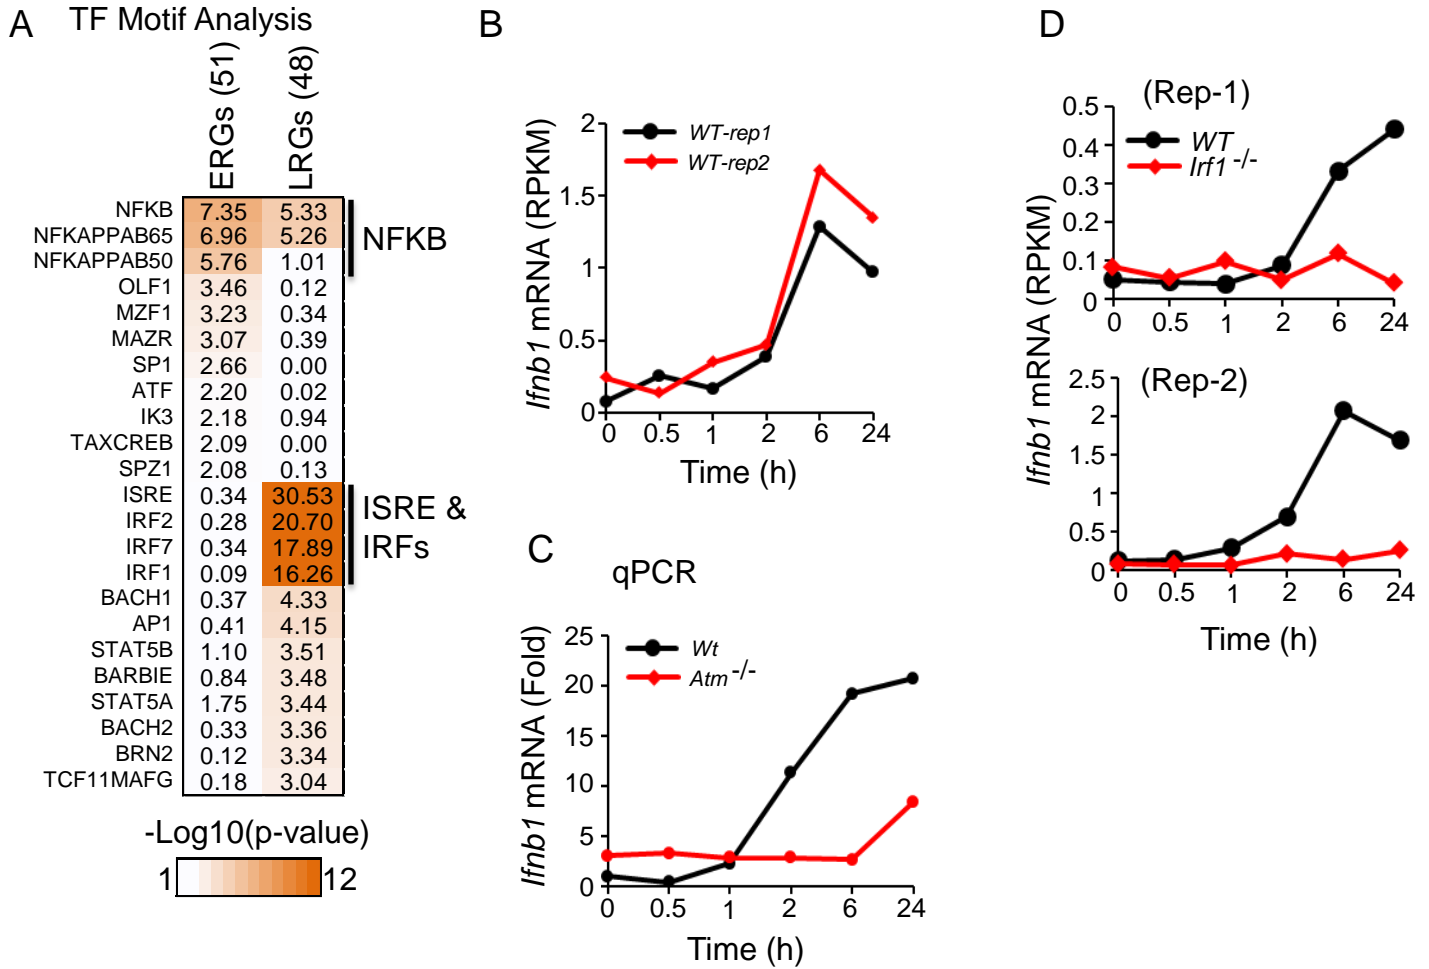 A
TF Motif Analysis
ERGs (51)
LRGs (48)
NFKB 7.35 5.33
NFKAPPAB65 6.96 5.26
NFKAPPAB50 5.76 1.01
OLF1 3.46 0.12
MZF1 3.23 0.34
MAZR 3.07 0.39
SP1 2.66 0.00
ATF 2.20 0.02
IK3 2.18 0.94
TAXCREB 2.09 0.00
SPZ1 2.08 0.13
ISRE 0.34 30.53
IRF2 0.28 20.70
IRF7 0.34 17.89
IRF1 0.09 16.26
BACH1 0.37 4.33
AP1 0.41 4.15
STAT5B 1.10 3.51
BARBIE 0.84 3.48
STAT5A 1.75 3.44
BACH2 0.33 3.36
BRN2 0.12 3.34
TCF11MAFG 0.18 3.04
NFKB
ISRE &
IRFs
-Log10(p-value)
1 12
B
Ifnb1 mRNA (RPKM)
2
1.5
1
0.5
0
WT-rep1
WT-rep2
0 0.5 1 2 6 24
Time (h)
C
qPCR
Ifnb1 mRNA (Fold)
25
20
15
10
5
0
Wt
Atm -/-
0 0.5 1 2 6 24
Time (h)
D
(Rep-1)
Ifnb1 mRNA (RPKM)
0.5
0.4
0.3
0.2
0.1
0
WT
Irf1 -/-
0 0.5 1 2 6 24
(Rep-2)
2.5
2
1.5
1
0.5
0
0 0.5 1 2 6 24
Time (h)